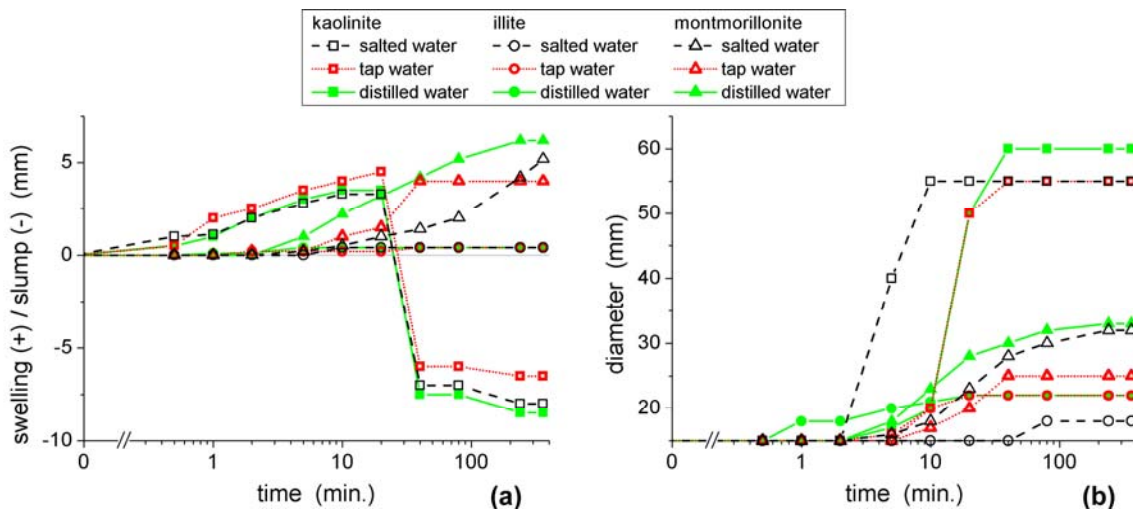 kaolinite illite montmorillonite
salted water salted water salted water
tap water tap water tap water
distilled water distilled water distilled water
swelling (+) / slump (-) (mm)
5
0
-5
-10
0 1 10 100
time (min.)
(a)
diameter (mm)
60
50
40
30
20
0 1 10 100
time (min.)
(b)